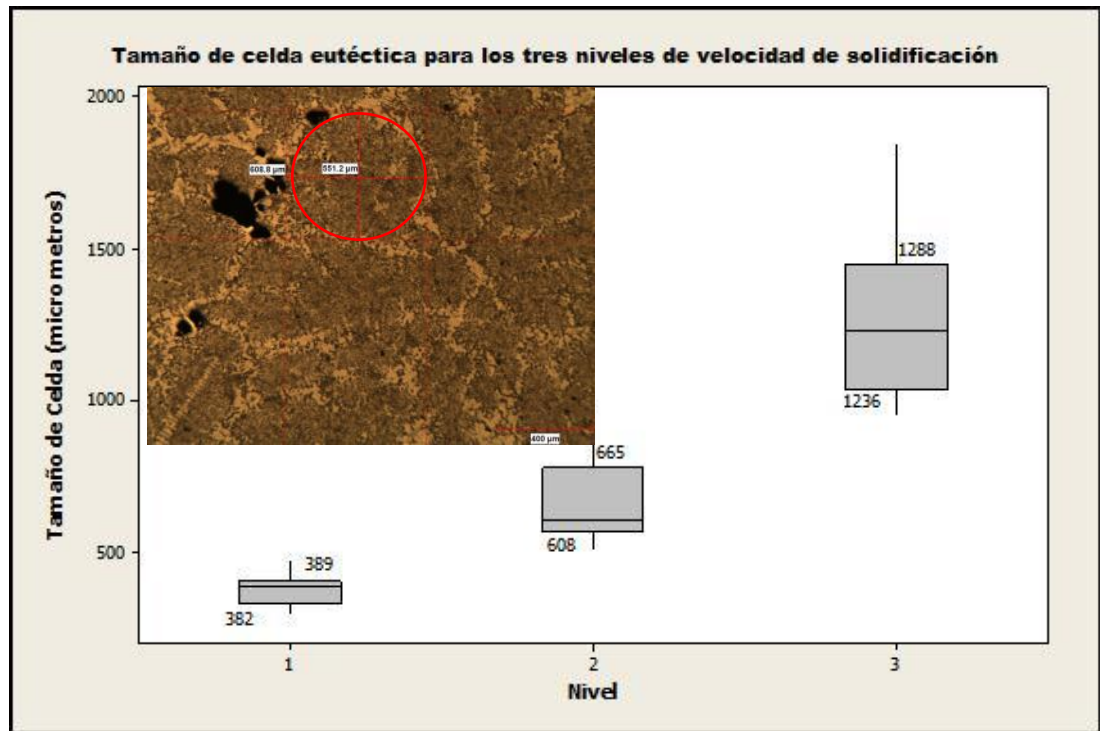 Tamaño de celda eutéctica para los tres niveles de velocidad de solidificación
Tamaño de Celda (micro metros)
2000
1500
1000
500
608.8 µm
551.2 µm
400 µm
1288
1236
665
608
389
382
1
2
3
Nivel